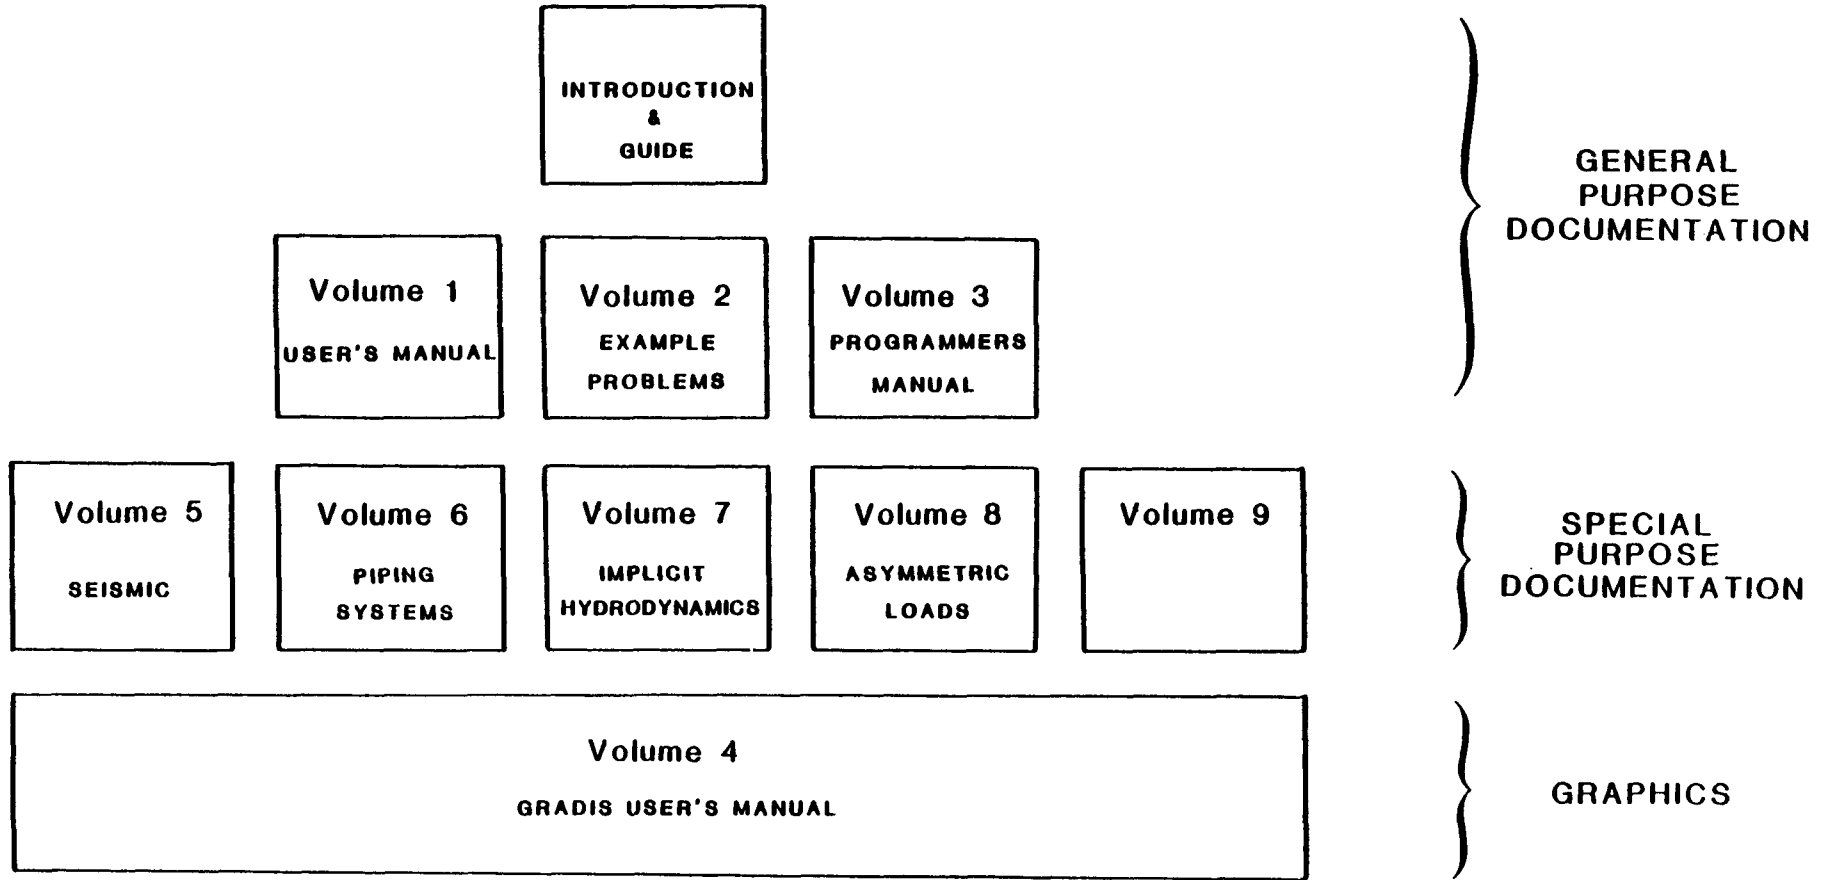 INTRODUCTION
&
GUIDE
GENERAL
PURPOSE
DOCUMENTATION
Volume 1
USER'S MANUAL
Volume 2
EXAMPLE
PROBLEMS
Volume 3
PROGRAMMERS
MANUAL
Volume 5
SEISMIC
Volume 6
PIPING
SYSTEMS
Volume 7
IMPLICIT
HYDRODYNAMICS
Volume 8
ASYMMETRIC
LOADS
Volume 9
SPECIAL
PURPOSE
DOCUMENTATION
Volume 4
GRADIS USER'S MANUAL
GRAPHICS